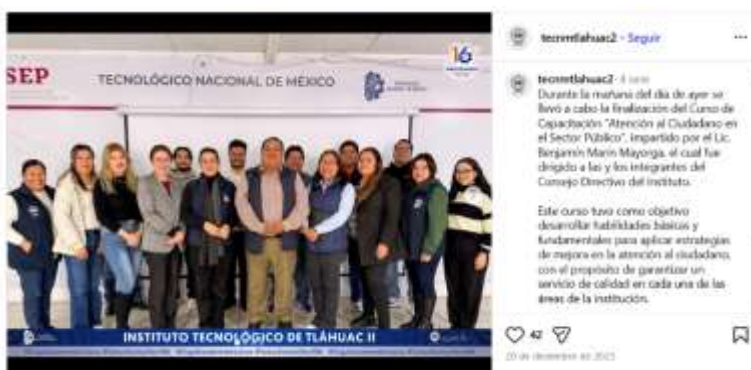 SEP
TECNOLÓGICO NACIONAL DE MÉXICO
16
INSTITUTO TECNOLÓGICO DE TLÁHUAC II
tecnmtlahuac2 · Seguir
tecnmtlahuac2
Durante la mañana del día de ayer se
llevó a cabo la finalización del Curso de
Capacitación "Atención al Ciudadano en
el Sector Público", impartido por el Lic.
Benjamín Marín Mayorga, el cual fue
dirigido a las y los integrantes del
Consejo Directivo del Instituto.
Este curso tuvo como objetivo
desarrollar habilidades básicas y
fundamentales para aplicar estrategias
de mejora en la atención al ciudadano,
con el propósito de garantizar un
servicio de calidad en cada una de las
áreas de la institución.
42
de diciembre de